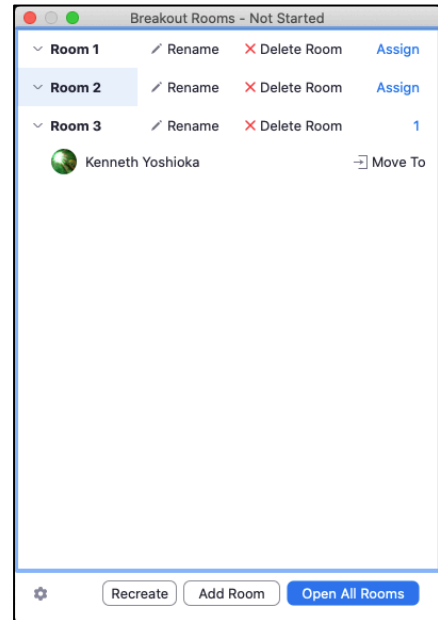 Breakout Rooms - Not Started
Room 1 Rename Delete Room Assign
Room 2 Rename Delete Room Assign
Room 3 Rename Delete Room 1
Kenneth Yoshioka Move To
Recreate Add Room Open All Rooms